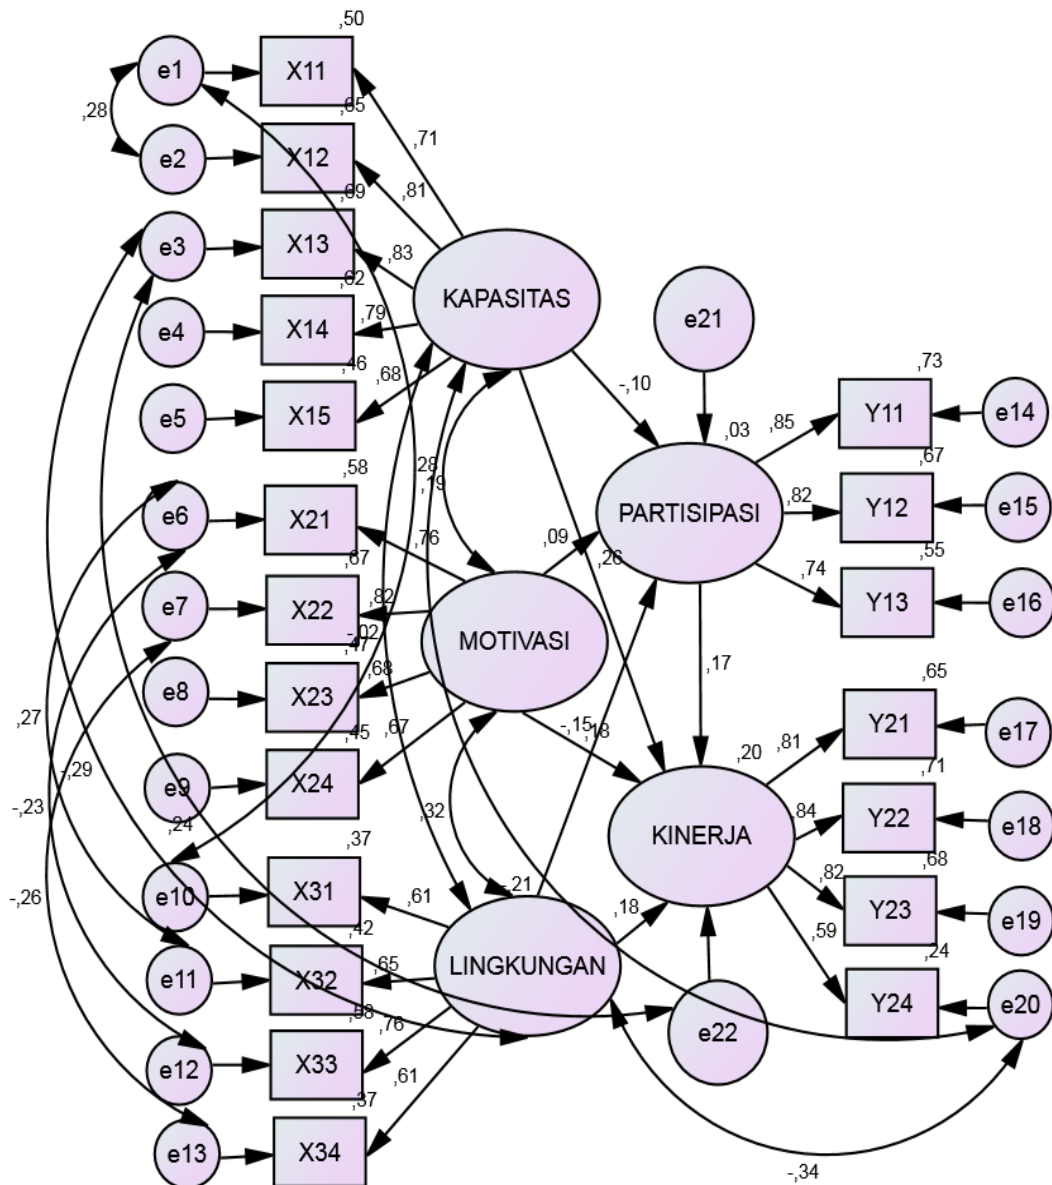 ,50
e1
X11
,28
,65
,71
e2
X12
,81
,69
e3
X13
,83
,62
KAPASITAS
e4
X14
,79
e21
,46
,68
-,10
,73
e5
X15
,85
Y11
e14
,03
,58
,28
,19
,67
e6
X21
,76
,09
,26
PARTISIPASI
,82
Y12
e15
,67
,55
e7
X22
,82
,74
Y13
e16
-,02
,47
MOTIVASI
,17
e8
X23
,68
,65
,27
,45
,67
-,15
,18
,20
,81
Y21
e17
-,29
e9
X24
,71
-,23
,24
,32
KINERJA
,84
Y22
e18
,37
,68
-,26
e10
X31
,61
-,21
,18
,82
Y23
e19
,42
,59
,24
e11
X32
,65
LINGKUNGAN
Y24
e20
,58
,76
e22
e12
X33
,61
,37
e13
X34
-,34